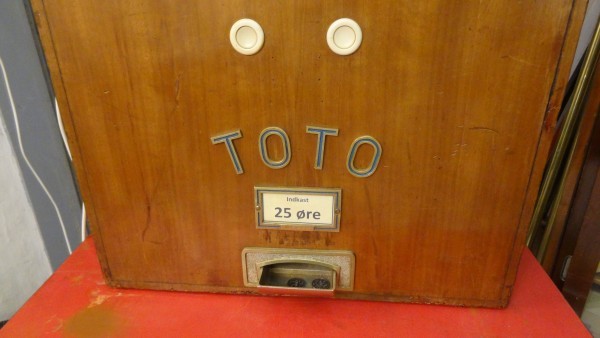 TOTO
Indkast
25 øre